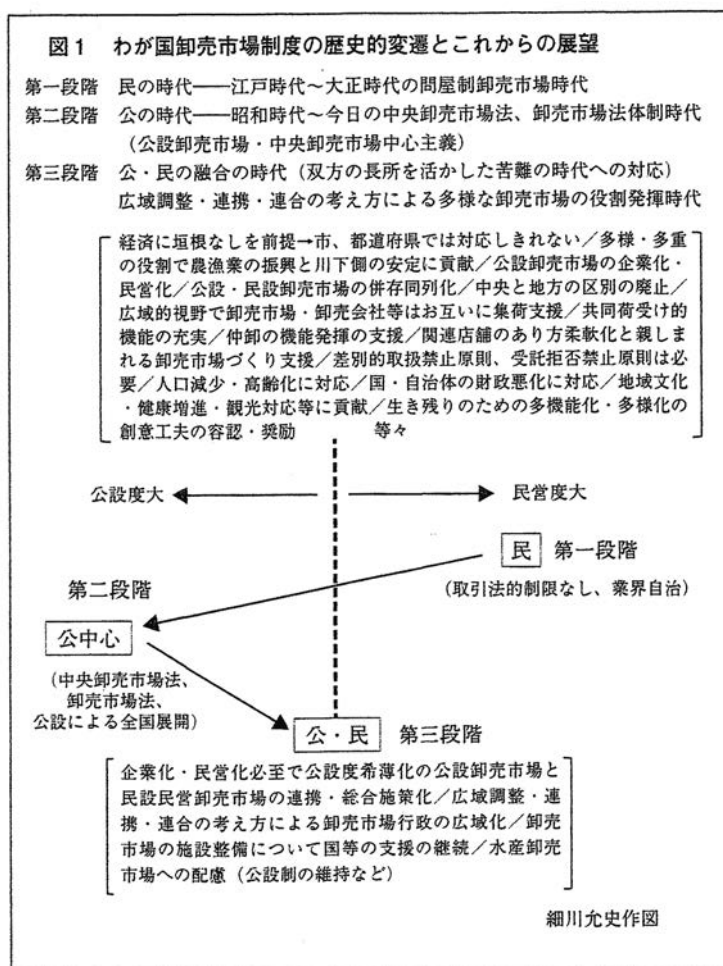 図1 わが国卸売市場制度の歴史的変遷とこれからの展望
第一段階 民の時代――江戸時代～大正時代の問屋制卸売市場時代
第二段階 公の時代――昭和時代～今日の中央卸売市場法、卸売市場法体制時代
(公設卸売市場・中央卸売市場中心主義)
第三段階 公・民の融合の時代(双方の長所を活かした苦難の時代への対応)
広域調整・連携・連合の考え方による多様な卸売市場の役割発揮時代
経済に垣根なしを前提→市、都道府県では対応しきれない/多様・多重
の役割で農漁業の振興と川下側の安定に貢献/公設卸売市場の企業化・
民営化/公設・民設卸売市場の併存同列化/中央と地方の区別の廃止/
広域的視野で卸売市場・卸売会社等はお互いに集荷支援/共同荷受け的
機能の充実/仲卸の機能発揮の支援/関連店舗のあり方柔軟化と親しま
れる卸売市場づくり支援/差別的取扱禁止原則、受託拒否禁止原則は必
要/人口減少・高齢化に対応/国・自治体の財政悪化に対応/地域文化
・健康増進・観光対応等に貢献/生き残りのための多機能化・多様化の
創意工夫の容認・奨励 等々
公設度大 民営度大
民 第一段階
(取引法的制限なし、業界自治)
第二段階
公中心
(中央卸売市場法、
卸売市場法、
公設による全国展開)
公・民 第三段階
企業化・民営化必至で公設度希薄化の公設卸売市場と
民設民営卸売市場の連携・総合施策化/広域調整・連
携・連合の考え方による卸売市場行政の広域化/卸売
市場の施設整備について国等の支援の継続/水産卸売
市場への配慮(公設制の維持など)
細川允史作図